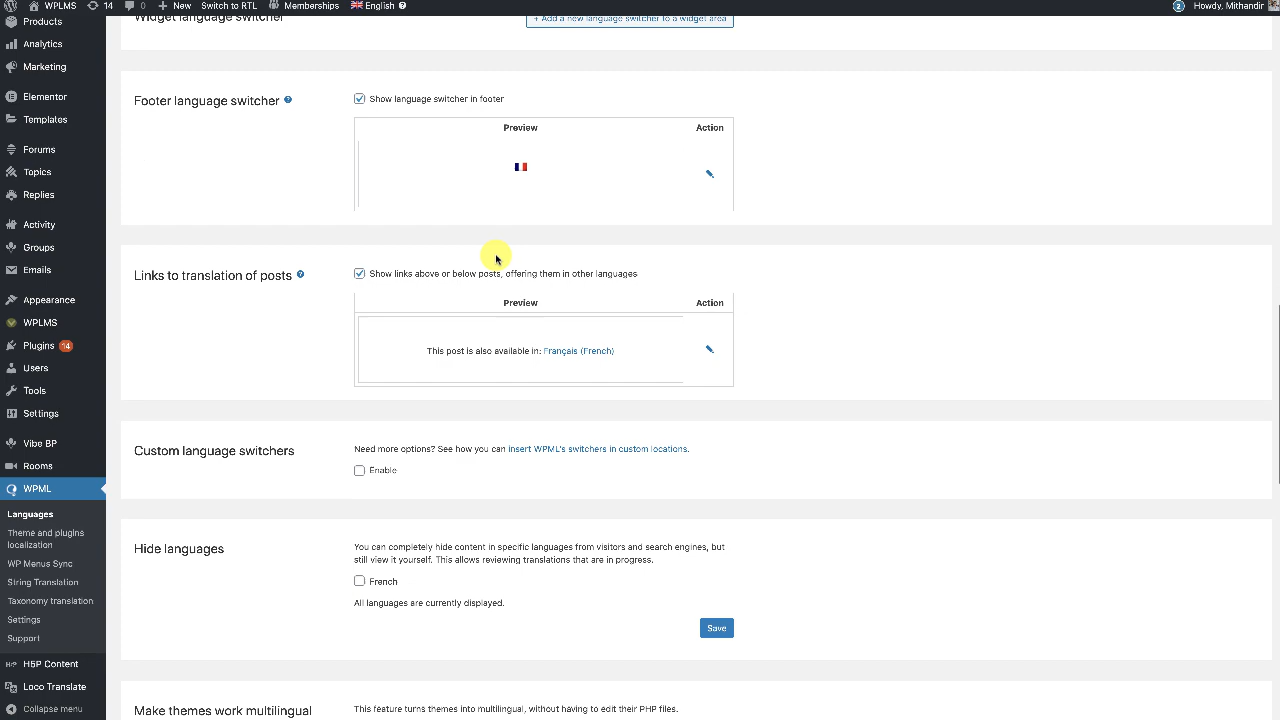 WPLMS 14 0 New Switch to RTL Memberships English 2 Howdy, Mithandir
Products
Analytics
Marketing
Elementor
Templates
Forums
Topics
Replies
Activity
Groups
Emails
Appearance
WPLMS
Plugins 14
Users
Tools
Settings
Vibe BP
Rooms
WPML
Languages
Theme and plugins
localization
WP Menus Sync
String Translation
Taxonomy translation
Settings
Support
H5P Content
Loco Translate
Collapse menu
Widget language switcher
+ Add a new language switcher to a widget area
Footer language switcher
Show language switcher in footer
Preview Action
Links to translation of posts
Show links above or below posts, offering them in other languages
Preview Action
This post is also available in: Français (French)
Custom language switchers
Need more options? See how you can insert WPML's switchers in custom locations.
Enable
Hide languages
You can completely hide content in specific languages from visitors and search engines, but
still view it yourself. This allows reviewing translations that are in progress.
French
All languages are currently displayed.
Save
Make themes work multilingual
This feature turns themes into multilingual, without having to edit their PHP files.